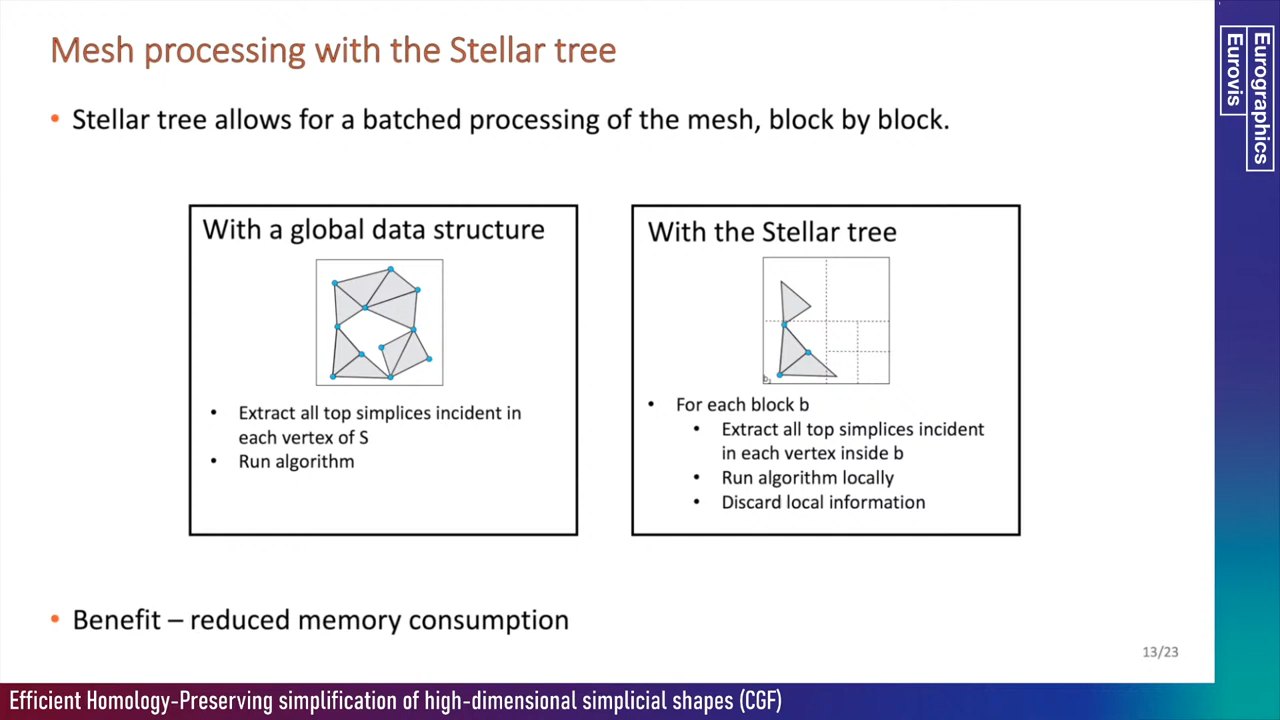 Mesh processing with the Stellar tree
• Stellar tree allows for a batched processing of the mesh, block by block.
With a global data structure
• Extract all top simplices incident in
each vertex of S
• Run algorithm
With the Stellar tree
• For each block b
• Extract all top simplices incident
in each vertex inside b
• Run algorithm locally
• Discard local information
• Benefit – reduced memory consumption
13/23
Eurographics
Eurovis
Efficient Homology-Preserving simplification of high-dimensional simplicial shapes (CGF)